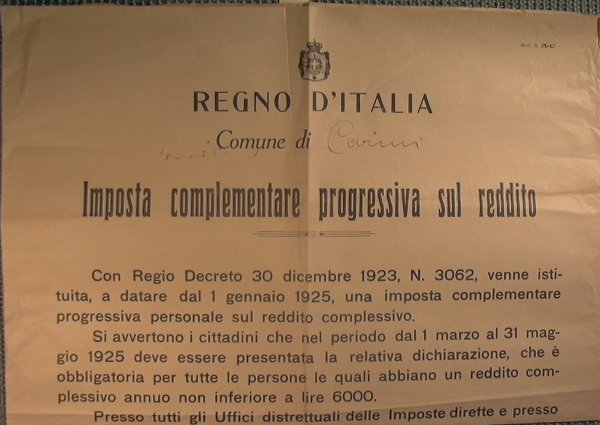 REGNO D'ITALIA
Comune di
Imposta complementare progressiva sul reddito
Con Regio Decreto 30 dicembre 1923, N. 3062, venne isti-
tuita, a datare dal 1 gennaio 1925, una imposta complementare
progressiva personale sul reddito complessivo.
Si avvertono i cittadini che nel periodo dal 1 marzo al 31 mag-
gio 1925 deve essere presentata la relativa dichiarazione, che è
obbligatoria per tutte le persone le quali abbiano un reddito com-
plessivo annuo non inferiore a lire 6000.
Presso tutti gli Uffici distrettuali delle Imposte dirette e presso